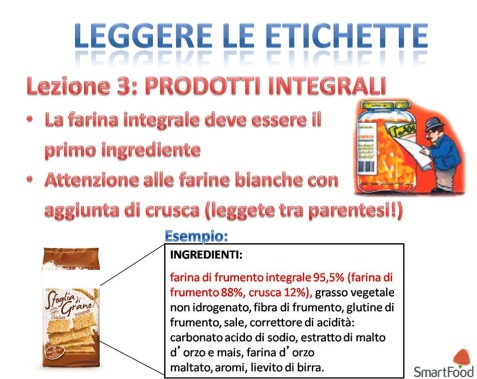 LEGGERE LE ETICHETTE
Lezione 3: PRODOTTI INTEGRALI
• La farina integrale deve essere il
primo ingrediente
• Attenzione alle farine bianche con
aggiunta di crusca (leggete tra parentesi!)
Esempio:
INGREDIENTI:
farina di frumento integrale 95,5% (farina di
frumento 88%, crusca 12%), grasso vegetale
non idrogenato, fibra di frumento, glutine di
frumento, sale, correttore di acidità:
carbonato acido di sodio, estratto di malto
d’ orzo e mais, farina d’ orzo
maltato, aromi, lievito di birra.
Sfoglia
di Grano
SmartFood